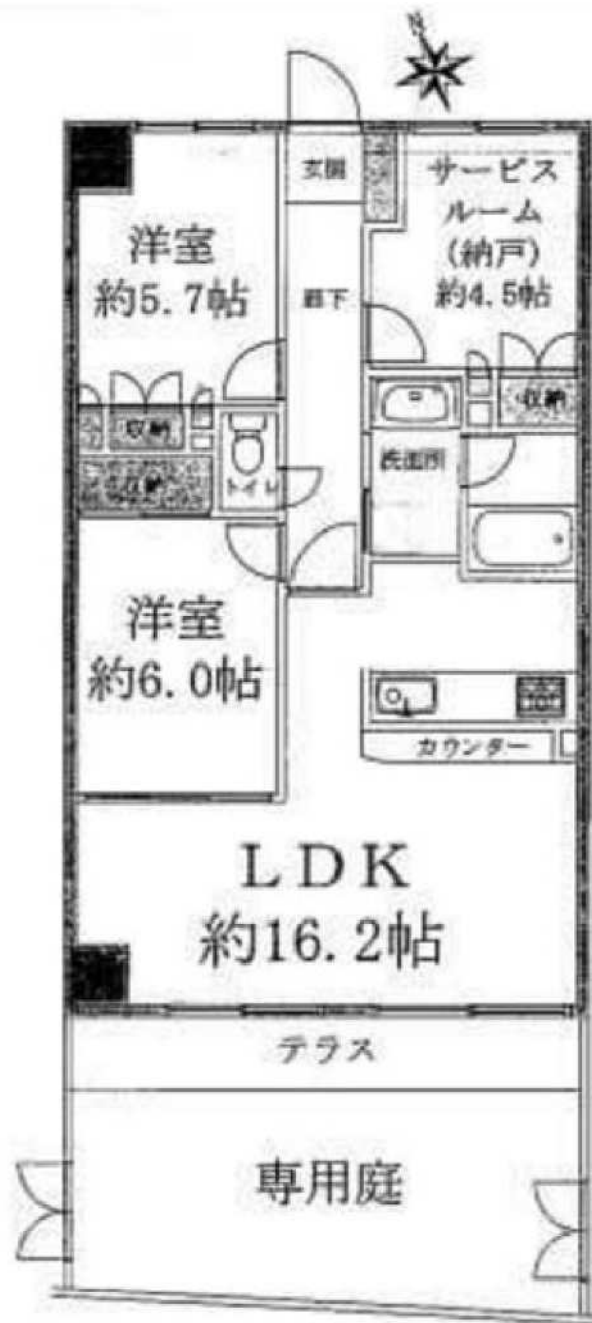 N
玄関
サービス
ルーム
(納戸)
約4.5帖
洋室
約5.7帖
廊下
収納
収納
収納
トイレ
洗面所
洋室
約6.0帖
カウンター
LDK
約16.2帖
テラス
専用庭